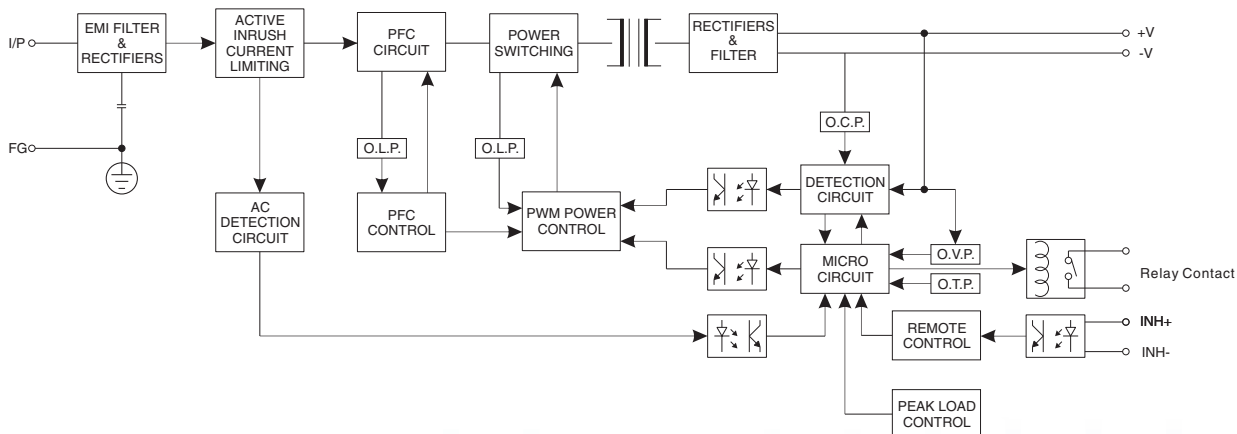 I/P
EMI FILTER
&
RECTIFIERS
ACTIVE
INRUSH
CURRENT
LIMITING
PFC
CIRCUIT
POWER
SWITCHING
RECTIFIERS
&
FILTER
+V
-V
FG
O.L.P.
O.L.P.
O.C.P.
AC
DETECTION
CIRCUIT
PFC
CONTROL
PWM POWER
CONTROL
DETECTION
CIRCUIT
MICRO
CIRCUIT
O.V.P.
O.T.P.
Relay Contact
REMOTE
CONTROL
INH+
INH-
PEAK LOAD
CONTROL